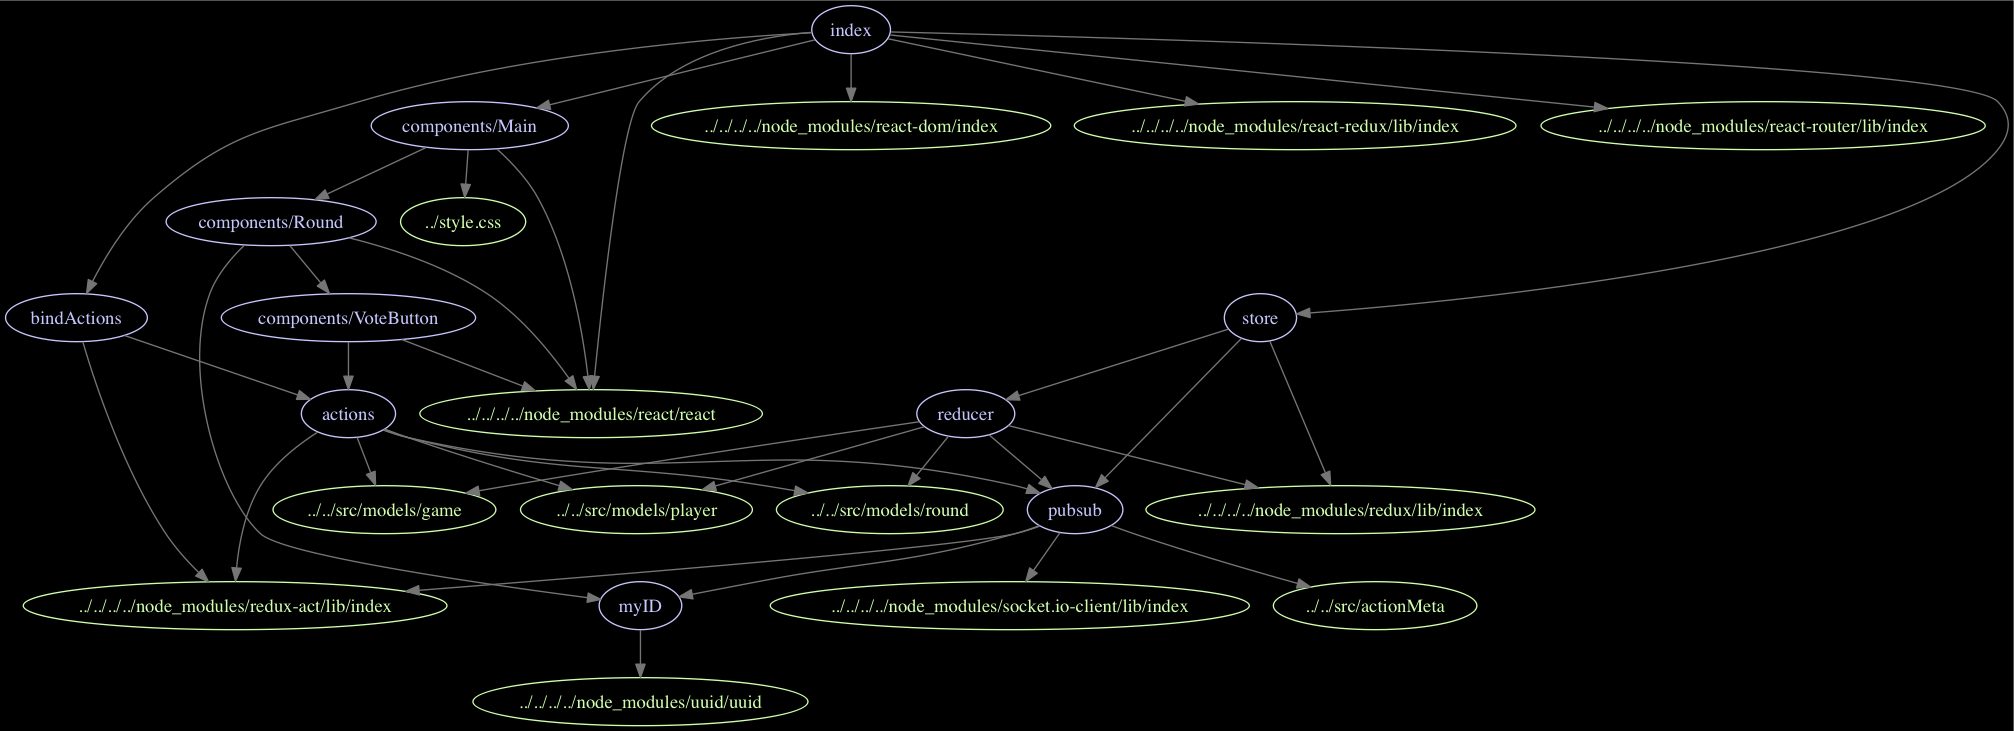 index
components/Main
../../../../node_modules/react-dom/index
../../../../node_modules/react-redux/lib/index
../../../../node_modules/react-router/lib/index
components/Round
../style.css
bindActions
components/VoteButton
store
actions
../../../../node_modules/react/react
reducer
../../src/models/game
../../src/models/player
../../src/models/round
pubsub
../../../../node_modules/redux/lib/index
../../../../node_modules/redux-act/lib/index
myID
../../../../node_modules/socket.io-client/lib/index
../../src/actionMeta
../../../../node_modules/uuid/uuid